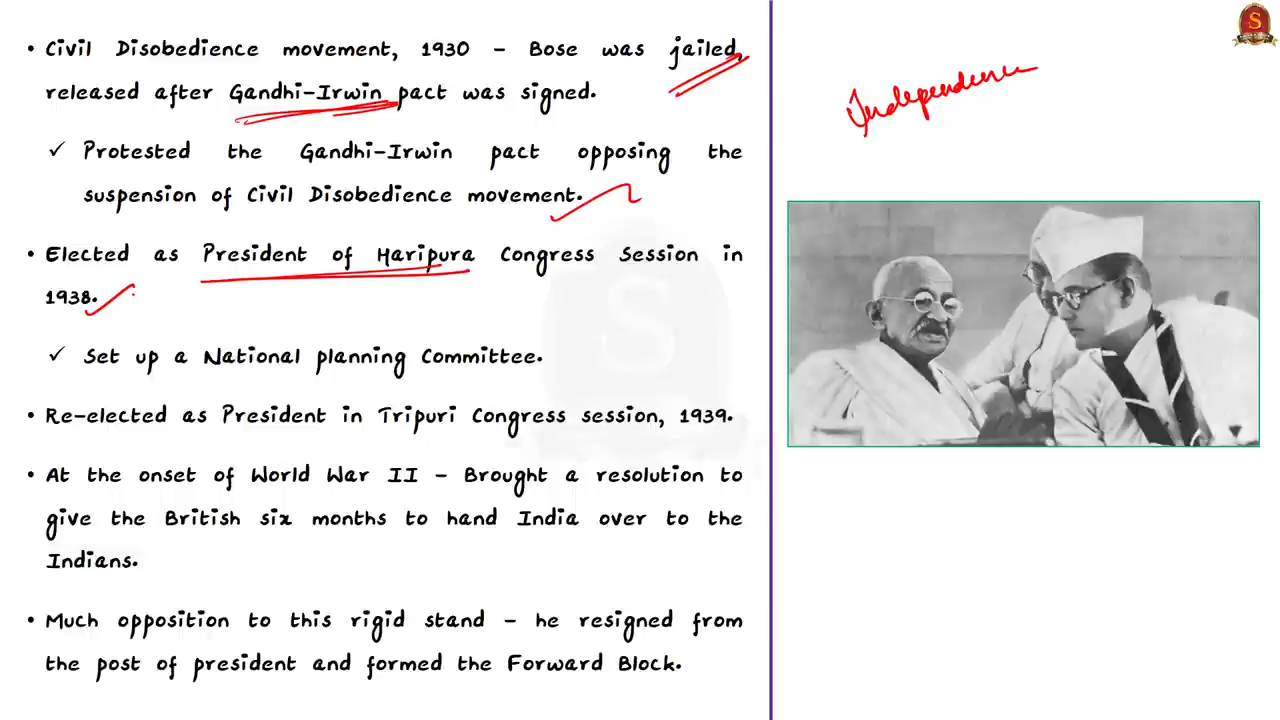 • Civil Disobedience movement, 1930 – Bose was jailed,
released after Gandhi-Irwin pact was signed.
✓ Protested the Gandhi-Irwin pact opposing the
suspension of Civil Disobedience movement.
• Elected as President of Haripura Congress Session in
1938.
✓ Set up a National planning Committee.
• Re-elected as President in Tripuri Congress session, 1939.
• At the onset of World War II – Brought a resolution to
give the British six months to hand India over to the
Indians.
• Much opposition to this rigid stand – he resigned from
the post of president and formed the Forward Block.
Independence
S
S